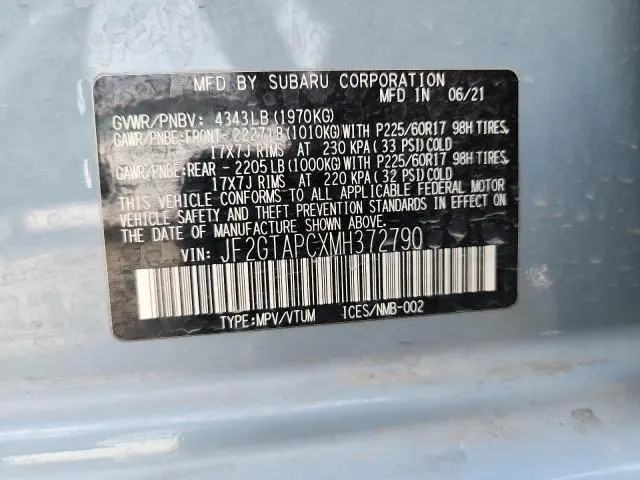 MFD BY SUBARU CORPORATION
MFD IN 06/21
GVWR/PNBV: 4343LB(1970KG)
GAWR/PNBE:FRONT-2227LB(1010KG)WITH P225/60R17 98H TIRES,
17X7J RIMS AT 230 KPA(33 PSI)COLD
GAWR/PNBE:REAR -2205LB(1000KG)WITH P225/60R17 98H TIRES,
17X7J RIMS AT 220 KPA(32 PSI)COLD
THIS VEHICLE CONFORMS TO ALL APPLICABLE FEDERAL MOTOR
VEHICLE SAFETY AND THEFT PREVENTION STANDARDS IN EFFECT ON
THE DATE OF MANUFACTURE SHOWN ABOVE.
VIN: JF2GTAPCXMH372790
TYPE:MPV/VTUM ICES/NMB-002